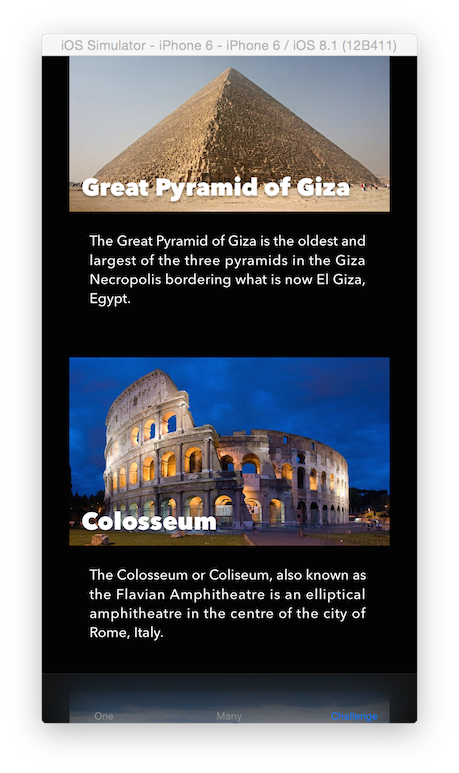 iOS Simulator - iPhone 6 - iPhone 6 / iOS 8.1 (12B411)
Great Pyramid of Giza
The Great Pyramid of Giza is the oldest and
largest of the three pyramids in the Giza
Necropolis bordering what is now El Giza,
Egypt.
Colosseum
The Colosseum or Coliseum, also known as
the Flavian Amphitheatre is an elliptical
amphitheatre in the centre of the city of
Rome, Italy.
One Many Challenge